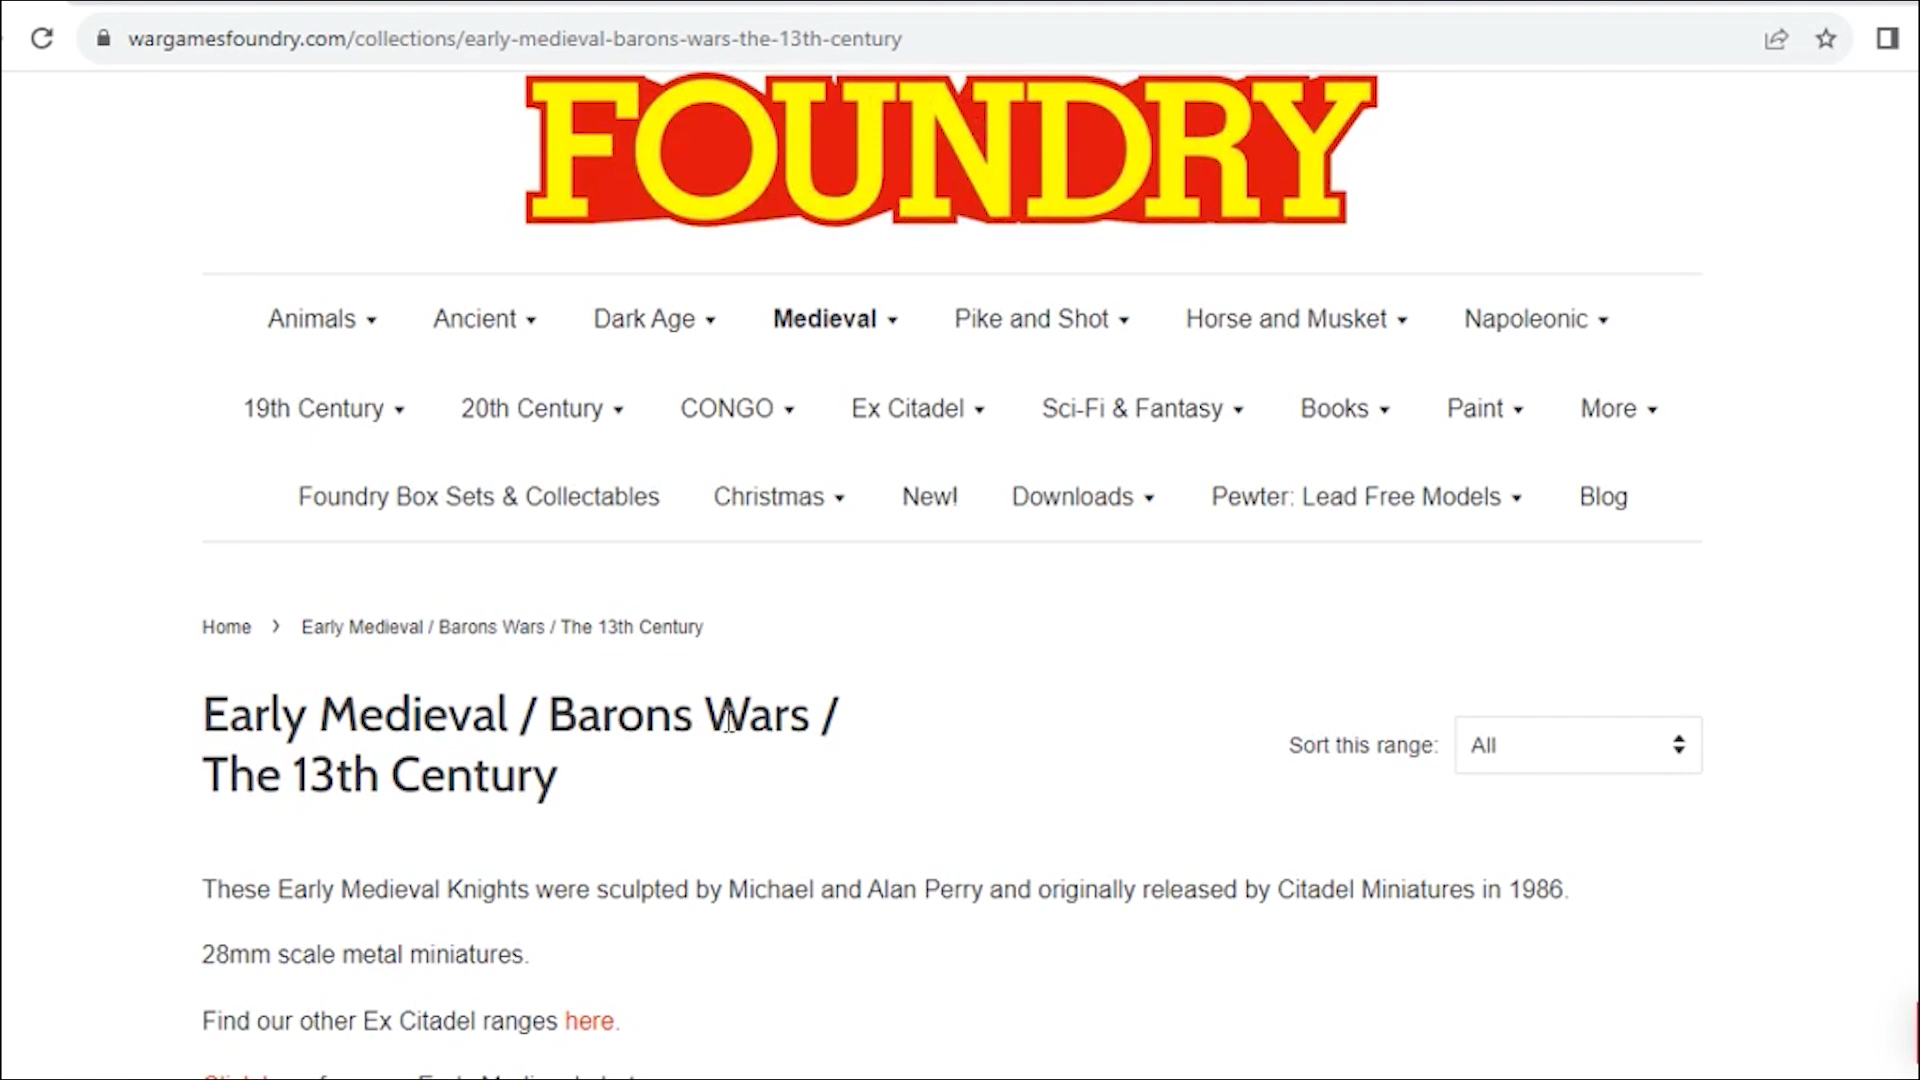 wargamesfoundry.com/collections/early-medieval-barons-wars-the-13th-century
FOUNDRY
Animals Ancient Dark Age Medieval Pike and Shot Horse and Musket Napoleonic
19th Century 20th Century CONGO Ex Citadel Sci-Fi & Fantasy Books Paint More
Foundry Box Sets & Collectables Christmas New! Downloads Pewter: Lead Free Models Blog
Home › Early Medieval / Barons Wars / The 13th Century
Early Medieval / Barons Wars /
The 13th Century
Sort this range: All
These Early Medieval Knights were sculpted by Michael and Alan Perry and originally released by Citadel Miniatures in 1986.
28mm scale metal miniatures.
Find our other Ex Citadel ranges here.